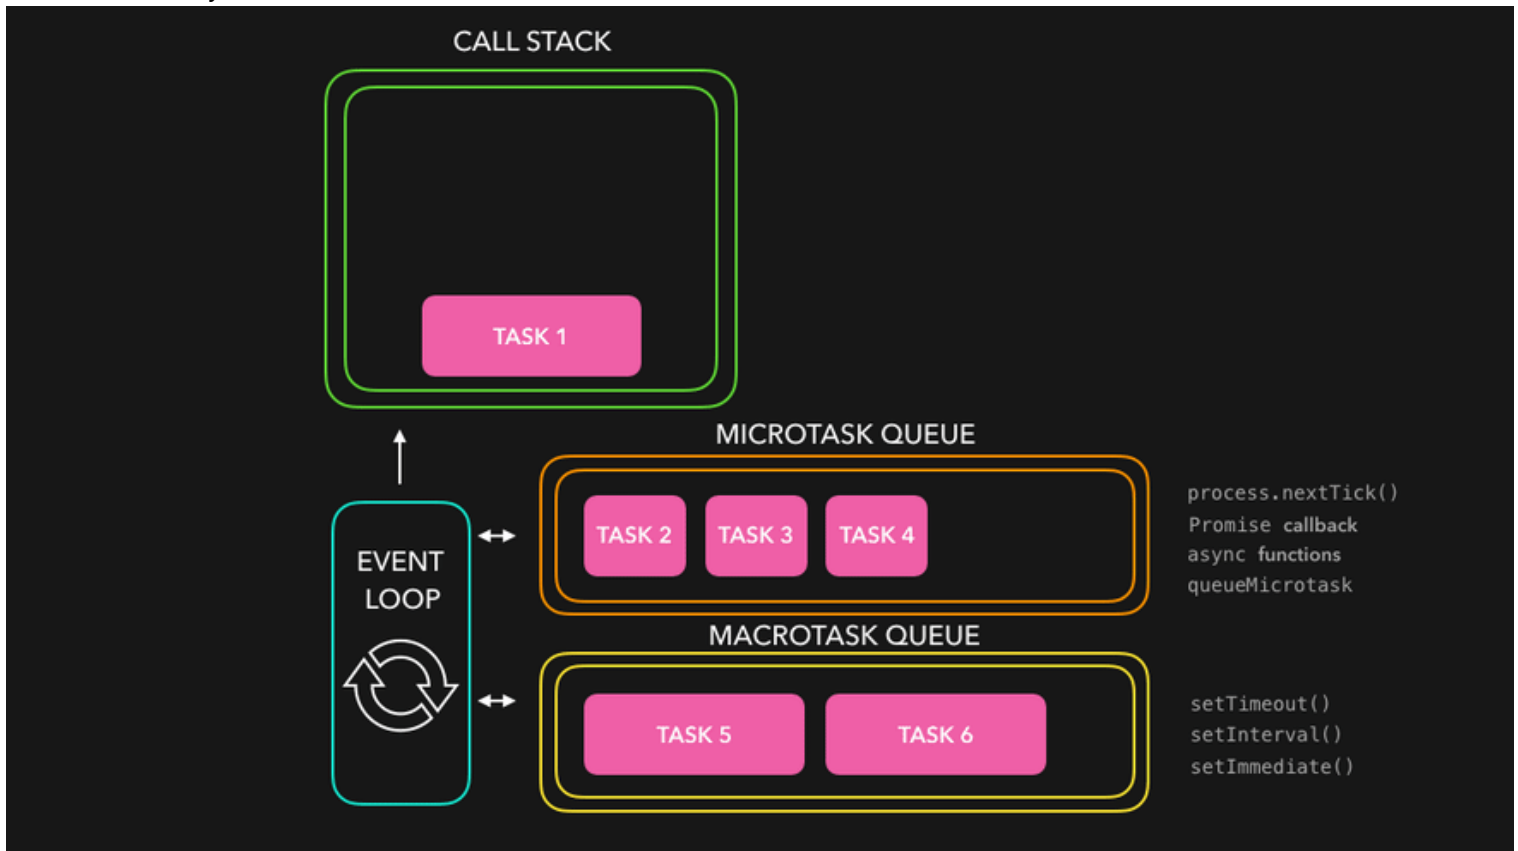 CALL STACK
TASK 1
MICROTASK QUEUE
TASK 2 TASK 3 TASK 4
process.nextTick()
Promise callback
async functions
queueMicrotask
EVENT
LOOP
MACROTASK QUEUE
TASK 5 TASK 6
setTimeout()
setInterval()
setImmediate()